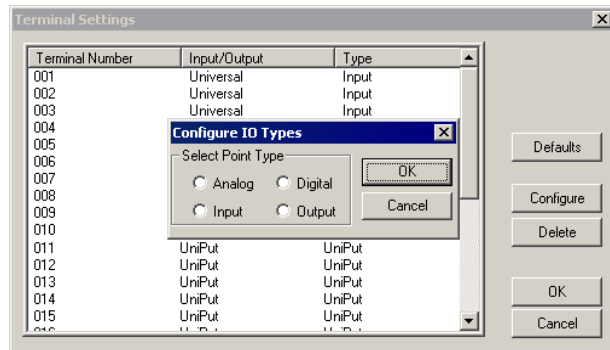 Terminal Settings
Terminal Number Input/Output Type
001 Universal Input
002 Universal Input
003 Universal Input
004
005
006
007
008
009
010
011 UniPut UniPut
012 UniPut UniPut
013 UniPut UniPut
014 UniPut UniPut
015 UniPut UniPut
Configure IO Types
Select Point Type
Analog Digital
Input Output
OK
Cancel
Defaults
Configure
Delete
OK
Cancel